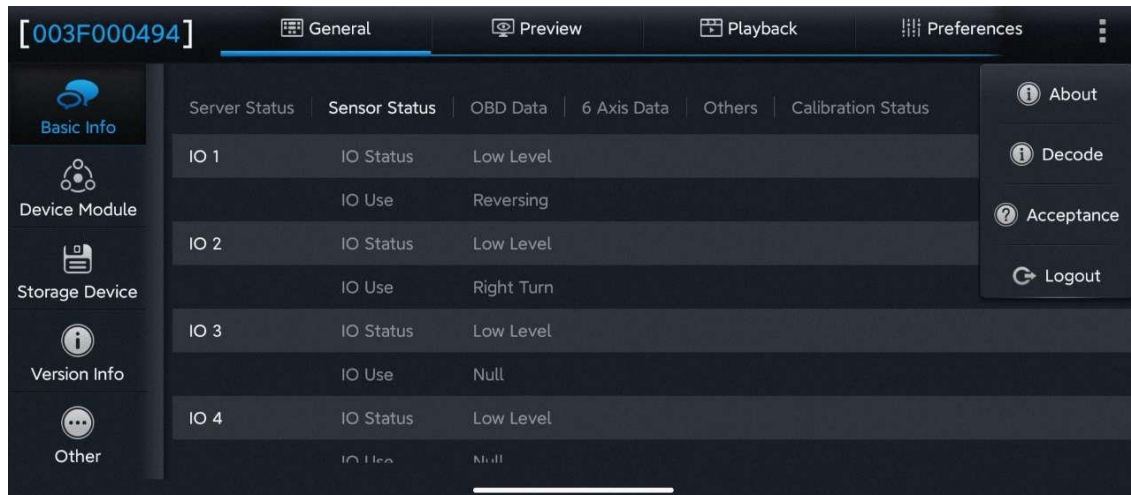 [003F000494] General Preview Playback Preferences
Basic Info
Device Module
Storage Device
Version Info
Other
Server Status Sensor Status OBD Data 6 Axis Data Others Calibration Status
IO 1 IO Status Low Level
IO Use Reversing
IO 2 IO Status Low Level
IO Use Right Turn
IO 3 IO Status Low Level
IO Use Null
IO 4 IO Status Low Level
IO Use Null
About
Decode
Acceptance
Logout